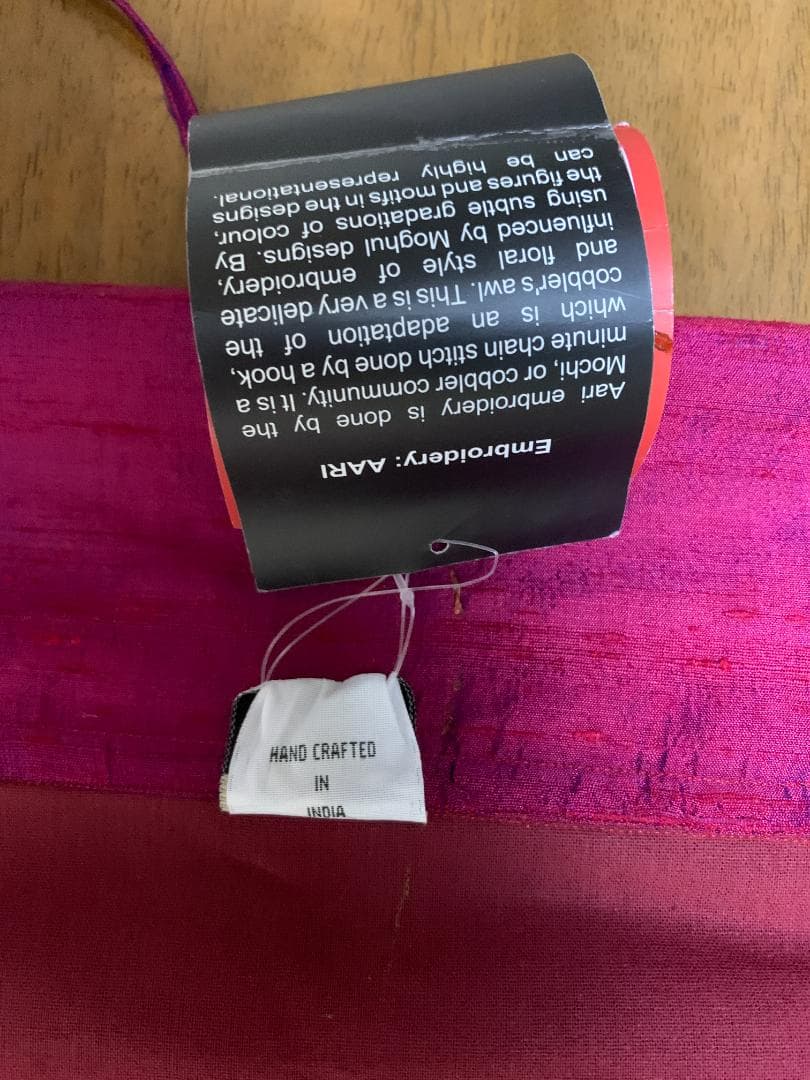 Embroidery: AARI
Aari embroidery is done by the
Mochi, or cobbler community. It is a
minute chain stitch done by a hook,
which is an adaptation of the
cobbler's awl. This is a very delicate
and floral style of embroidery,
influenced by Moghul designs. By
using subtle gradations of colour,
the figures and motifs in the designs
can be highly representational.
HAND CRAFTED
IN
INDIA